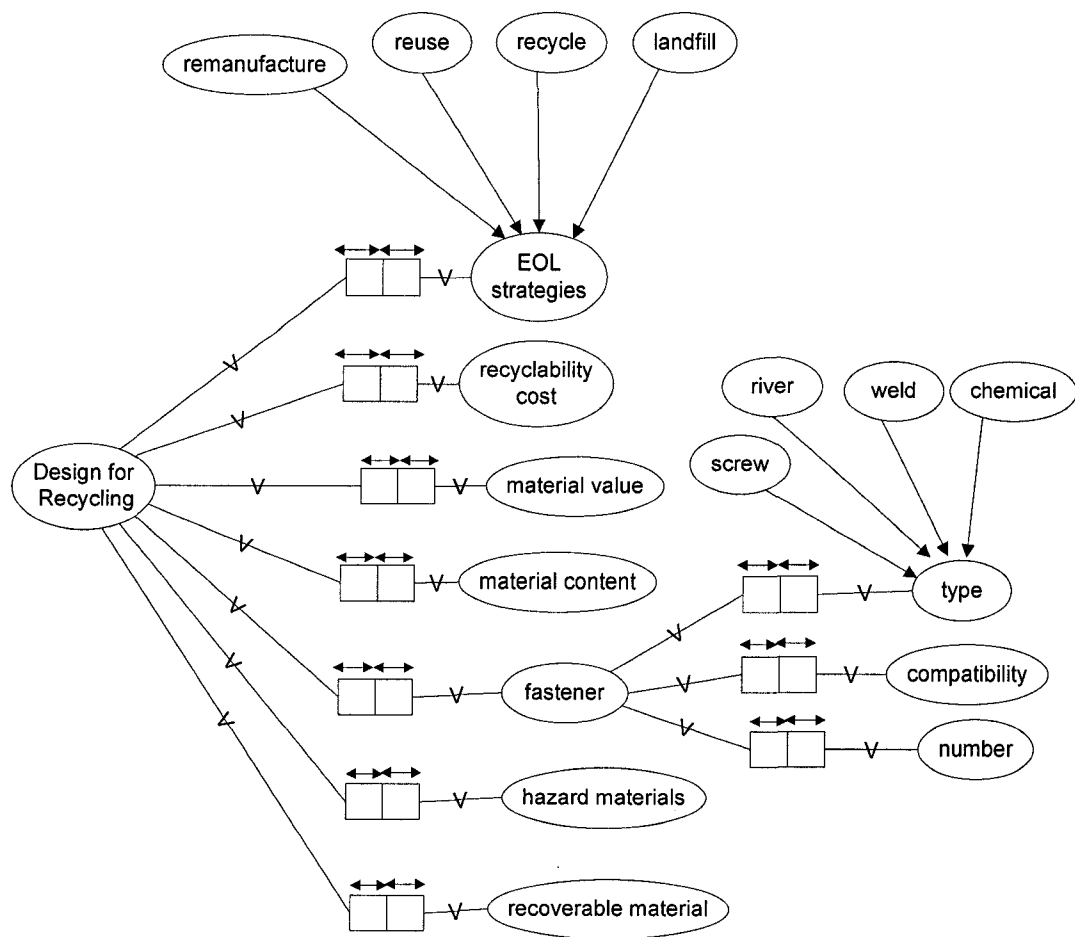 reuse
recycle
landfill
remanufacture
EOL
strategies
recyclability
cost
river
weld
chemical
screw
Design for
Recycling
material value
material content
type
compatibility
fastener
number
hazard materials
recoverable material